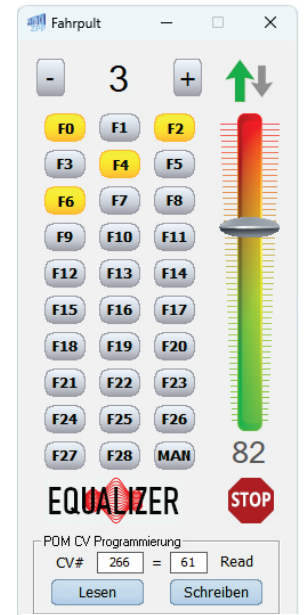 Fahrpult
- 3 +
F0 F1 F2
F3 F4 F5
F6 F7 F8
F9 F10 F11
F12 F13 F14
F15 F16 F17
F18 F19 F20
F21 F22 F23
F24 F25 F26
F27 F28 MAN
82
EQUALIZER
STOP
POM CV Programmierung
CV# 266 = 61 Read
Lesen Schreiben